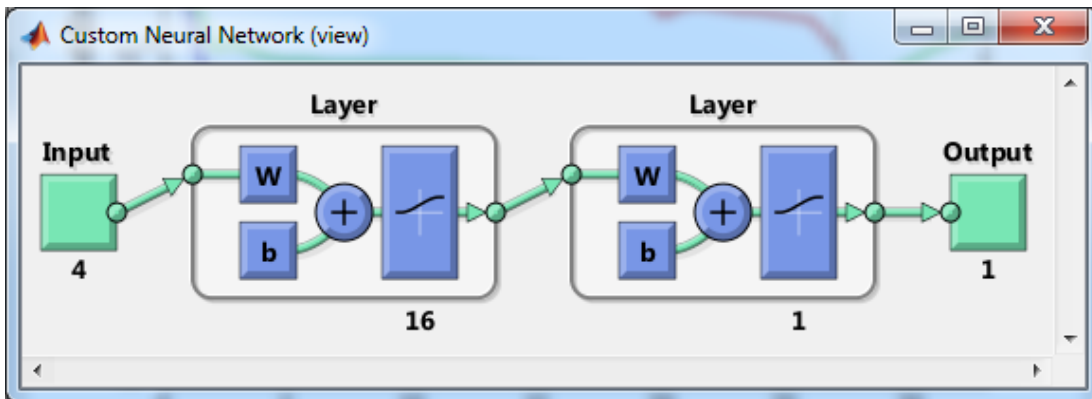 Custom Neural Network (view)
Layer
Layer
Input
Output
W
W
b
b
4
16
1
1